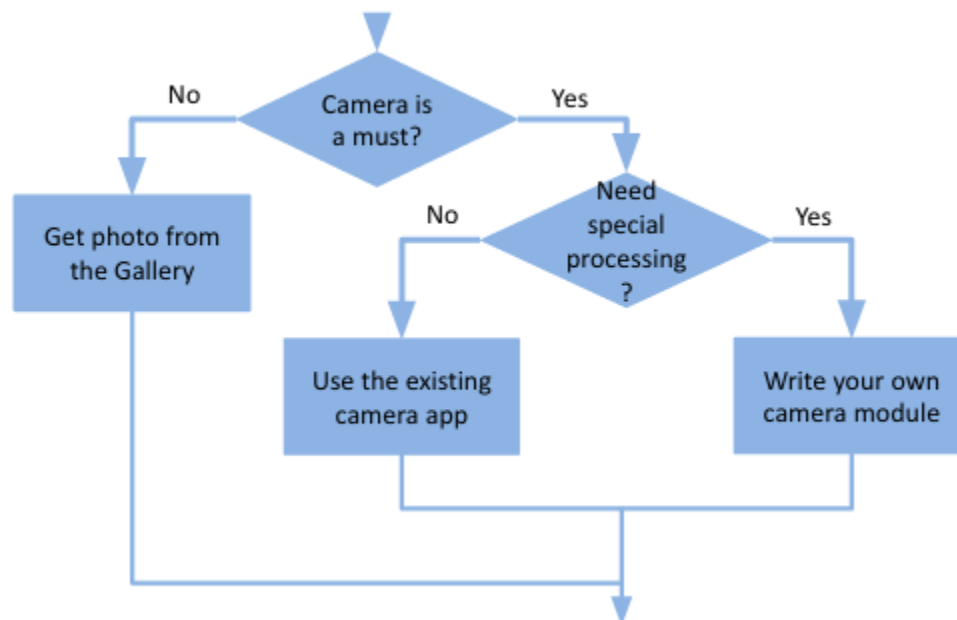 No
Camera is
a must?
Yes
Get photo from
the Gallery
No
Need
special
processing
?
Yes
Use the existing
camera app
Write your own
camera module